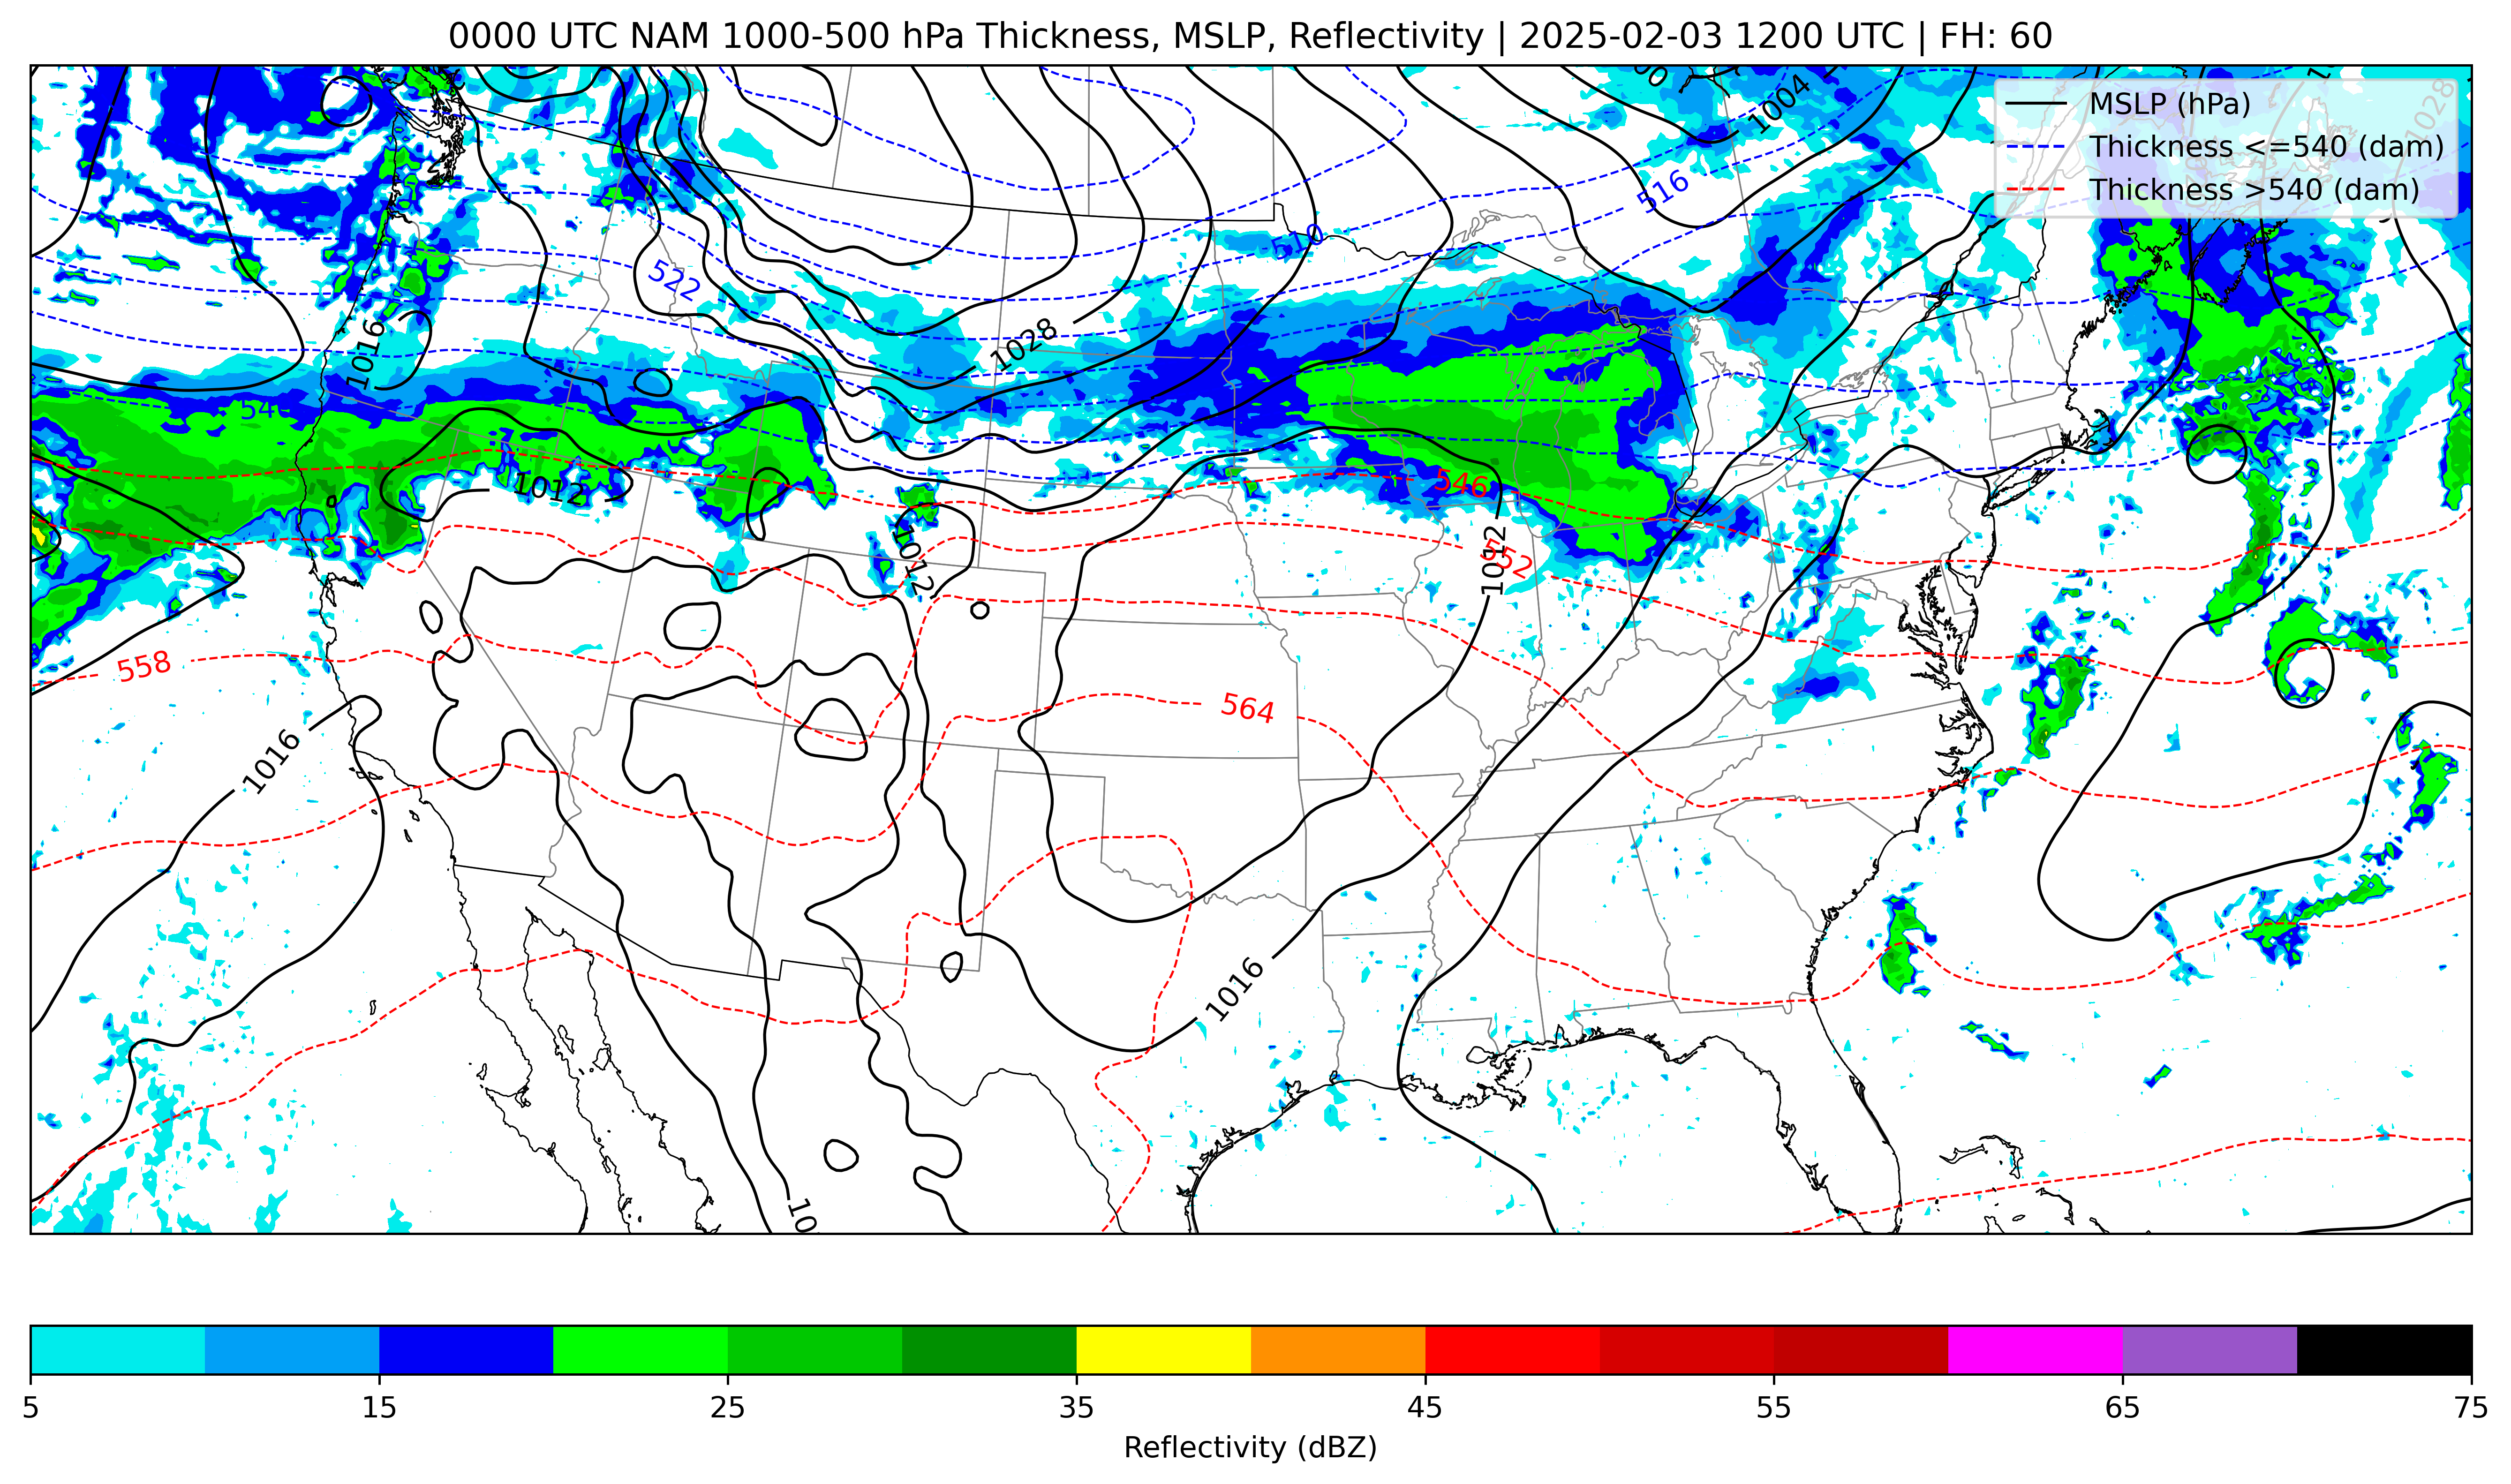 0000 UTC NAM 1000-500 hPa Thickness, MSLP, Reflectivity | 2025-02-03 1200 UTC | FH: 60
MSLP (hPa)
Thickness <=540 (dam)
Thickness >540 (dam)
1004
1028
516
510
522
1028
1016
1012
546
1012
1012
552
558
564
1016
1016
10
5 15 25 35 45 55 65 75
Reflectivity (dBZ)